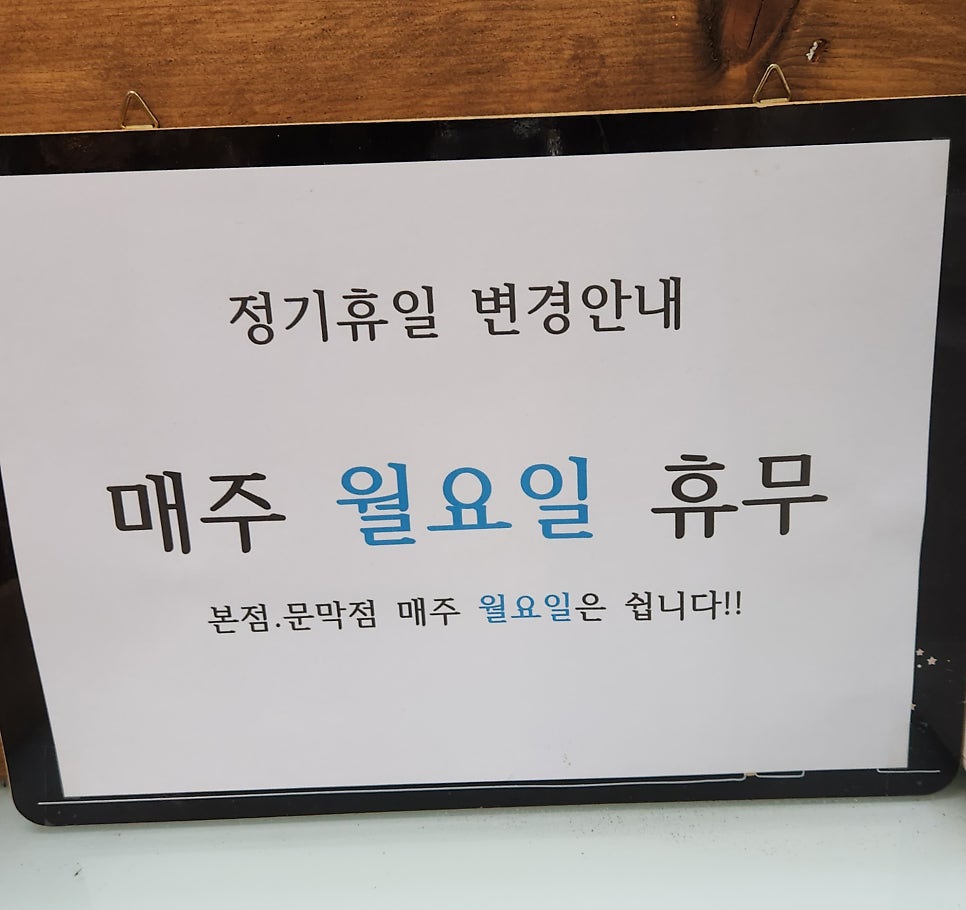 정기휴일 변경안내
매주 월요일 휴무
본점.문막점 매주 월요일은 쉽니다!!